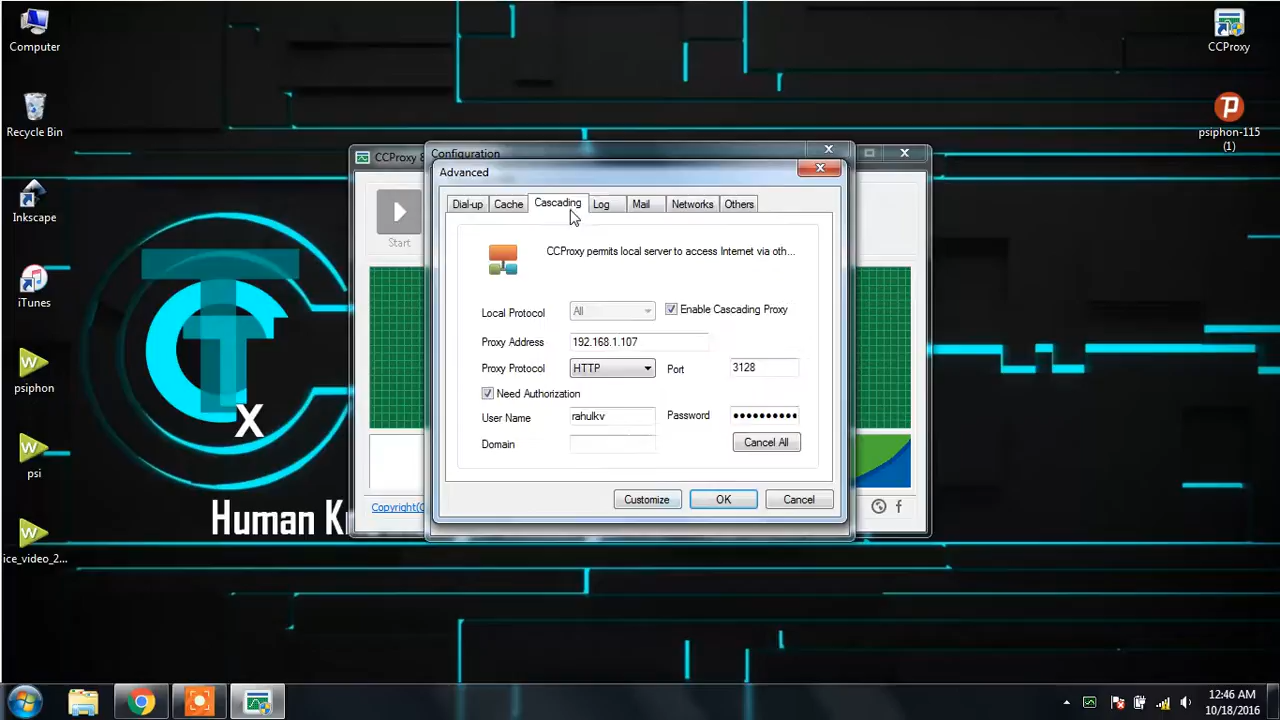 Computer
CCProxy
Recycle Bin
psiphon-115
(1)
Configuration
CCProxy 8
Advanced
Dial-up
Cache
Cascading
Log
Mail
Networks
Others
Inkscape
Start
CCProxy permits local server to access Internet via oth...
iTunes
Local Protocol
All
Enable Cascading Proxy
Proxy Address
192.168.1.107
Proxy Protocol
HTTP
Port
3128
psiphon
Need Authorization
User Name
rahulkv
Password
••••••••••
Domain
Cancel All
psi
X
Customize
OK
Cancel
Copyright(C
Human K
ice_video_2...
12:46 AM
10/18/2016